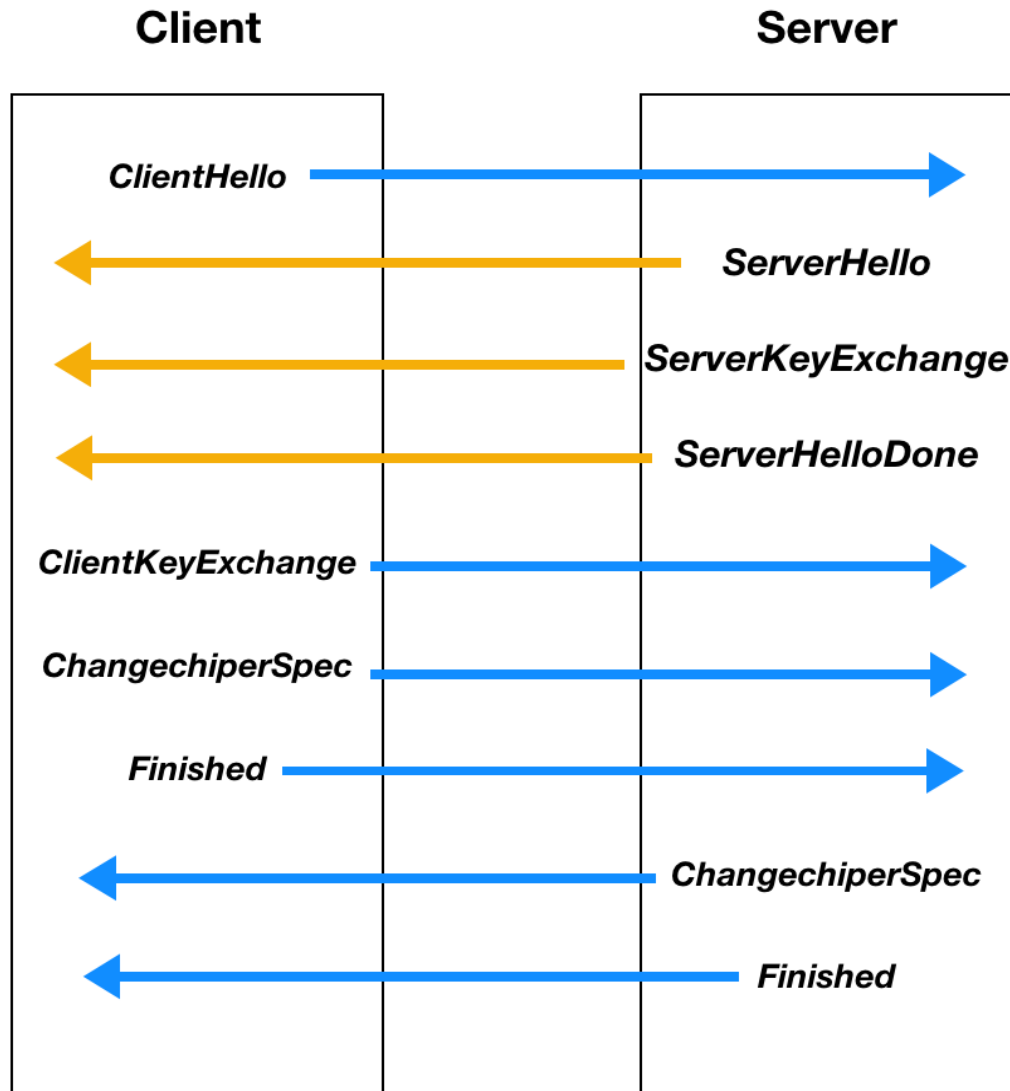 Client
Server
ClientHello
ServerHello
ServerKeyExchange
ServerHelloDone
ClientKeyExchange
ChangechiperSpec
Finished
ChangechiperSpec
Finished